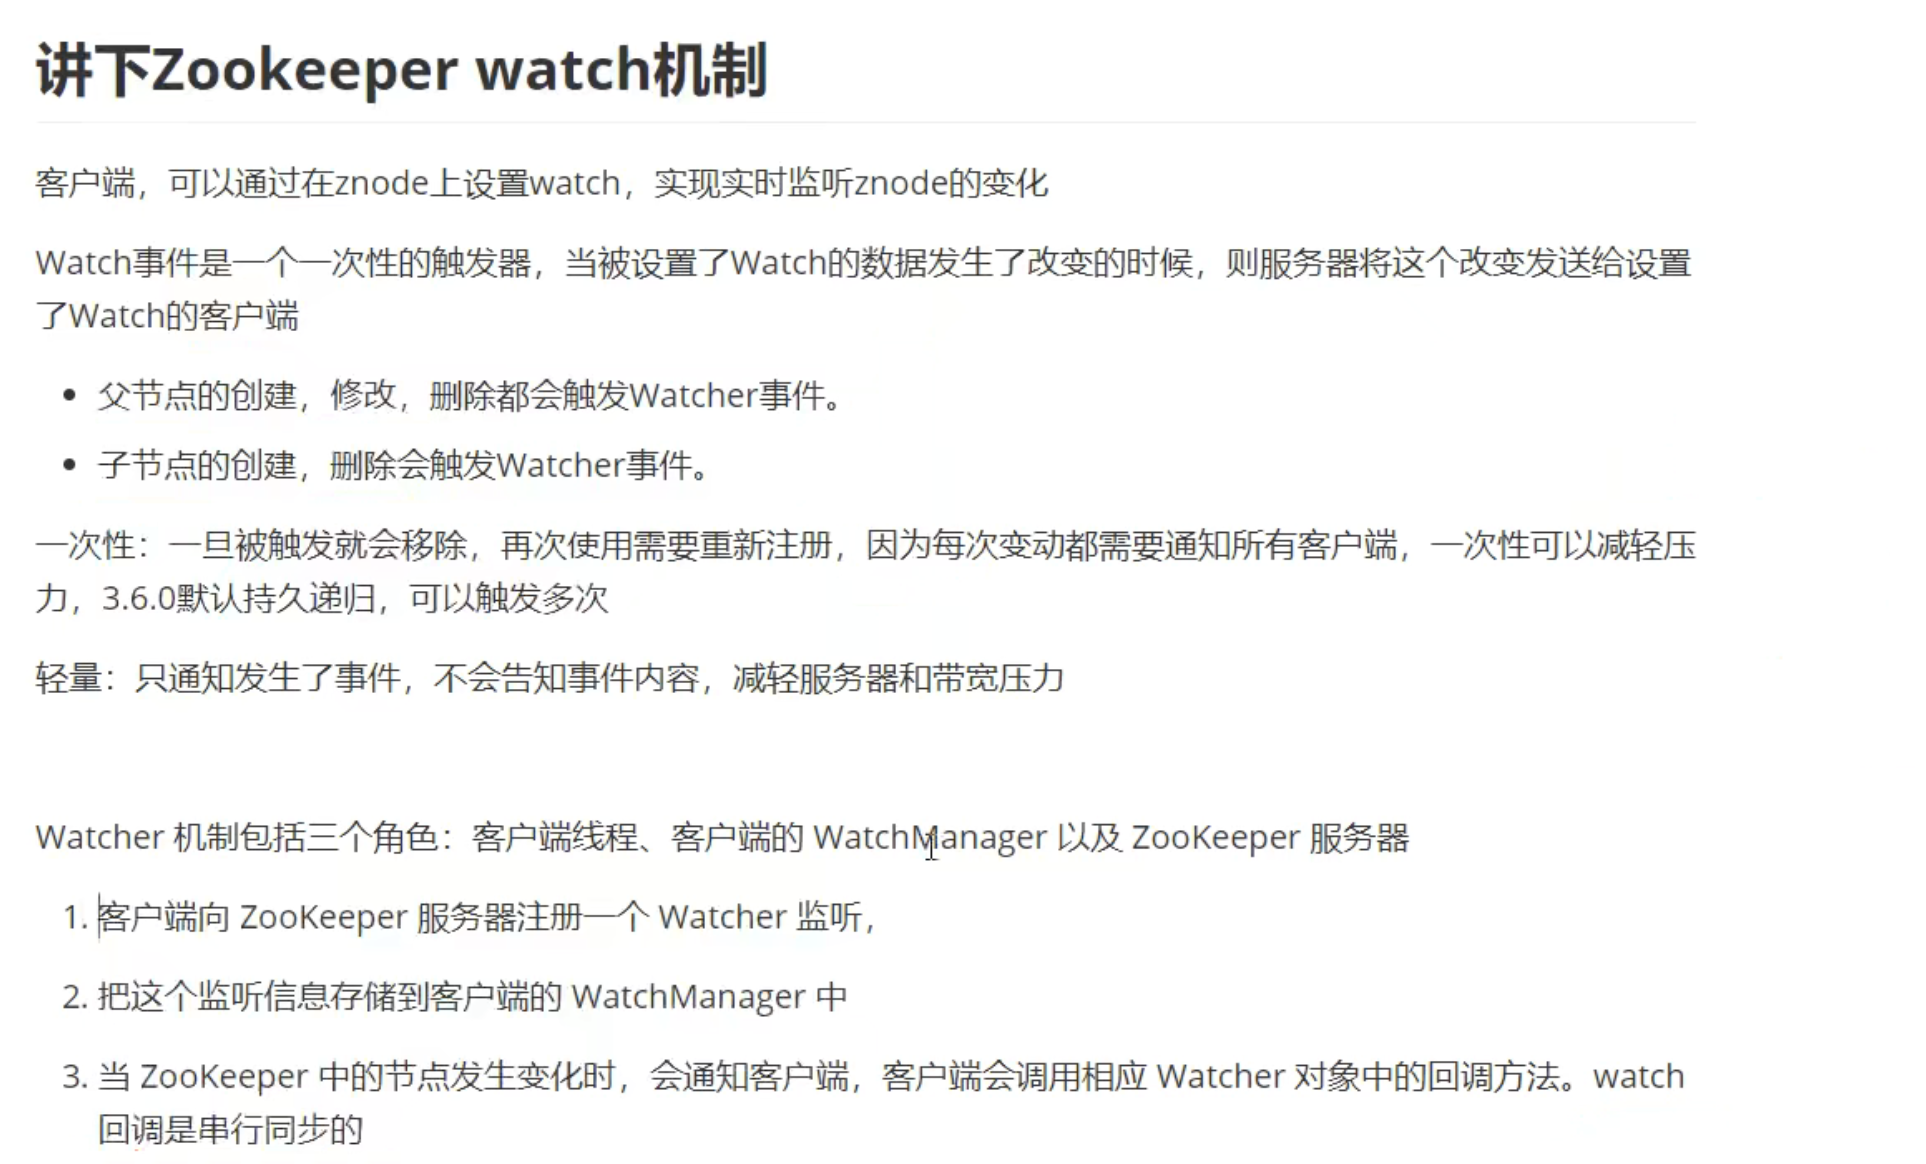 讲下Zookeeper watch机制
客户端，可以通过在znode上设置watch，实现实时监听znode的变化
Watch事件是一个一次性的触发器，当被设置了Watch的数据发生了改变的时候，则服务器将这个改变发送给设置
了Watch的客户端
• 父节点的创建，修改，删除都会触发Watcher事件。
• 子节点的创建，删除会触发Watcher事件。
一次性：一旦被触发就会移除，再次使用需要重新注册，因为每次变动都需要通知所有客户端，一次性可以减轻压
力，3.6.0默认持久递归，可以触发多次
轻量：只通知发生了事件，不会告知事件内容，减轻服务器和带宽压力
Watcher 机制包括三个角色：客户端线程、客户端的 WatchManager 以及 ZooKeeper 服务器
1. 客户端向 ZooKeeper 服务器注册一个 Watcher 监听，
2. 把这个监听信息存储到客户端的 WatchManager 中
3. 当 ZooKeeper 中的节点发生变化时，会通知客户端，客户端会调用相应 Watcher 对象中的回调方法。watch
回调是串行同步的